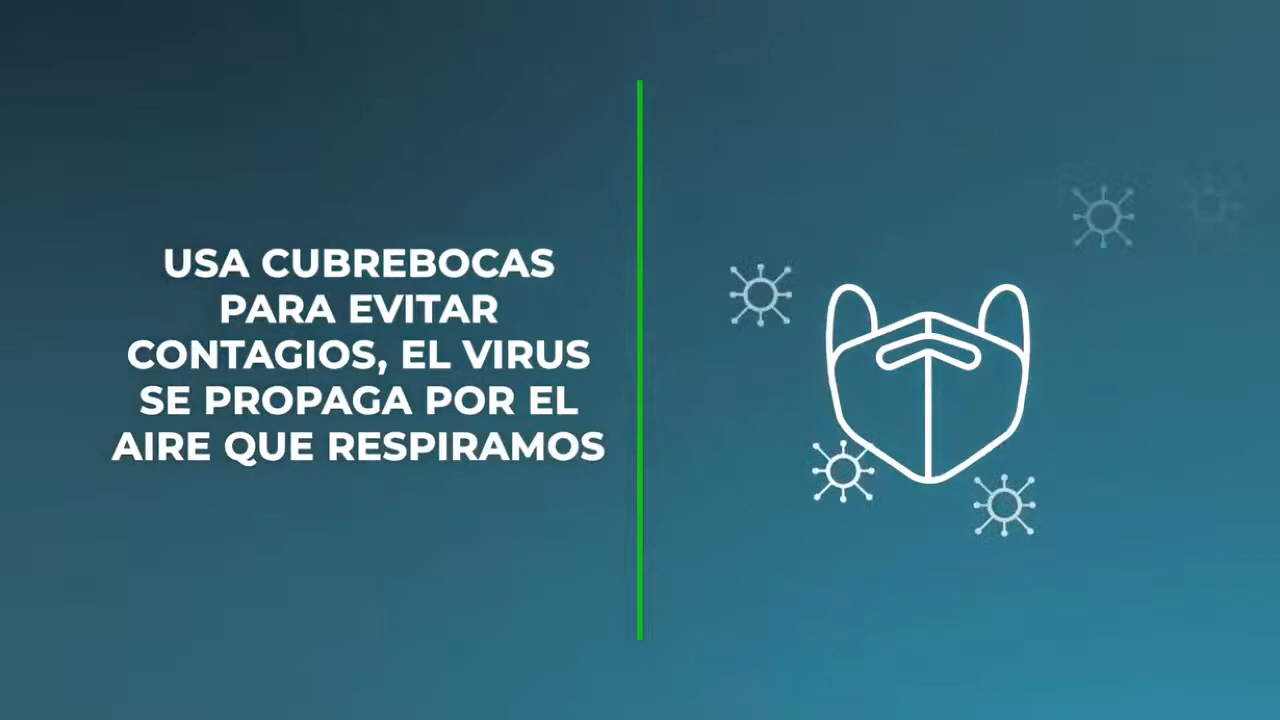 USA CUBREBOCAS
PARA EVITAR
CONTAGIOS, EL VIRUS
SE PROPAGA POR EL
AIRE QUE RESPIRAMOS